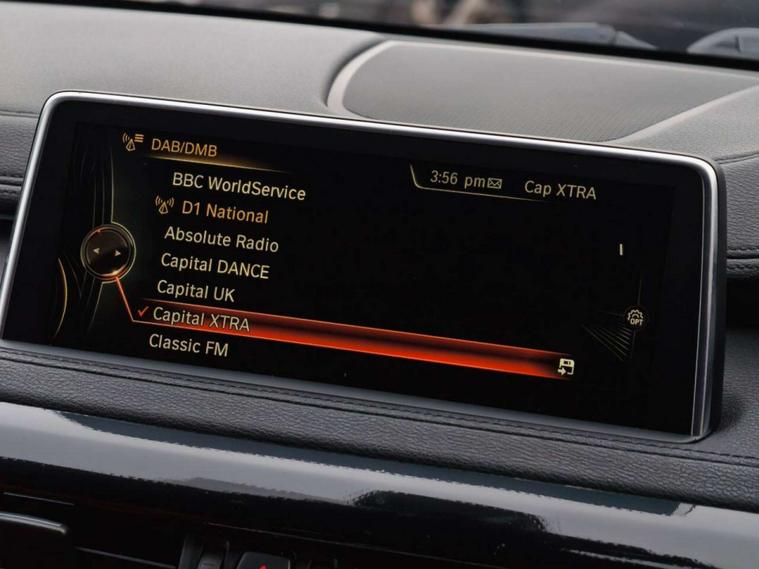 DAB/DMB
3:56 pm Cap XTRA
BBC WorldService
D1 National
Absolute Radio
Capital DANCE
Capital UK
Capital XTRA
OPT
Classic FM